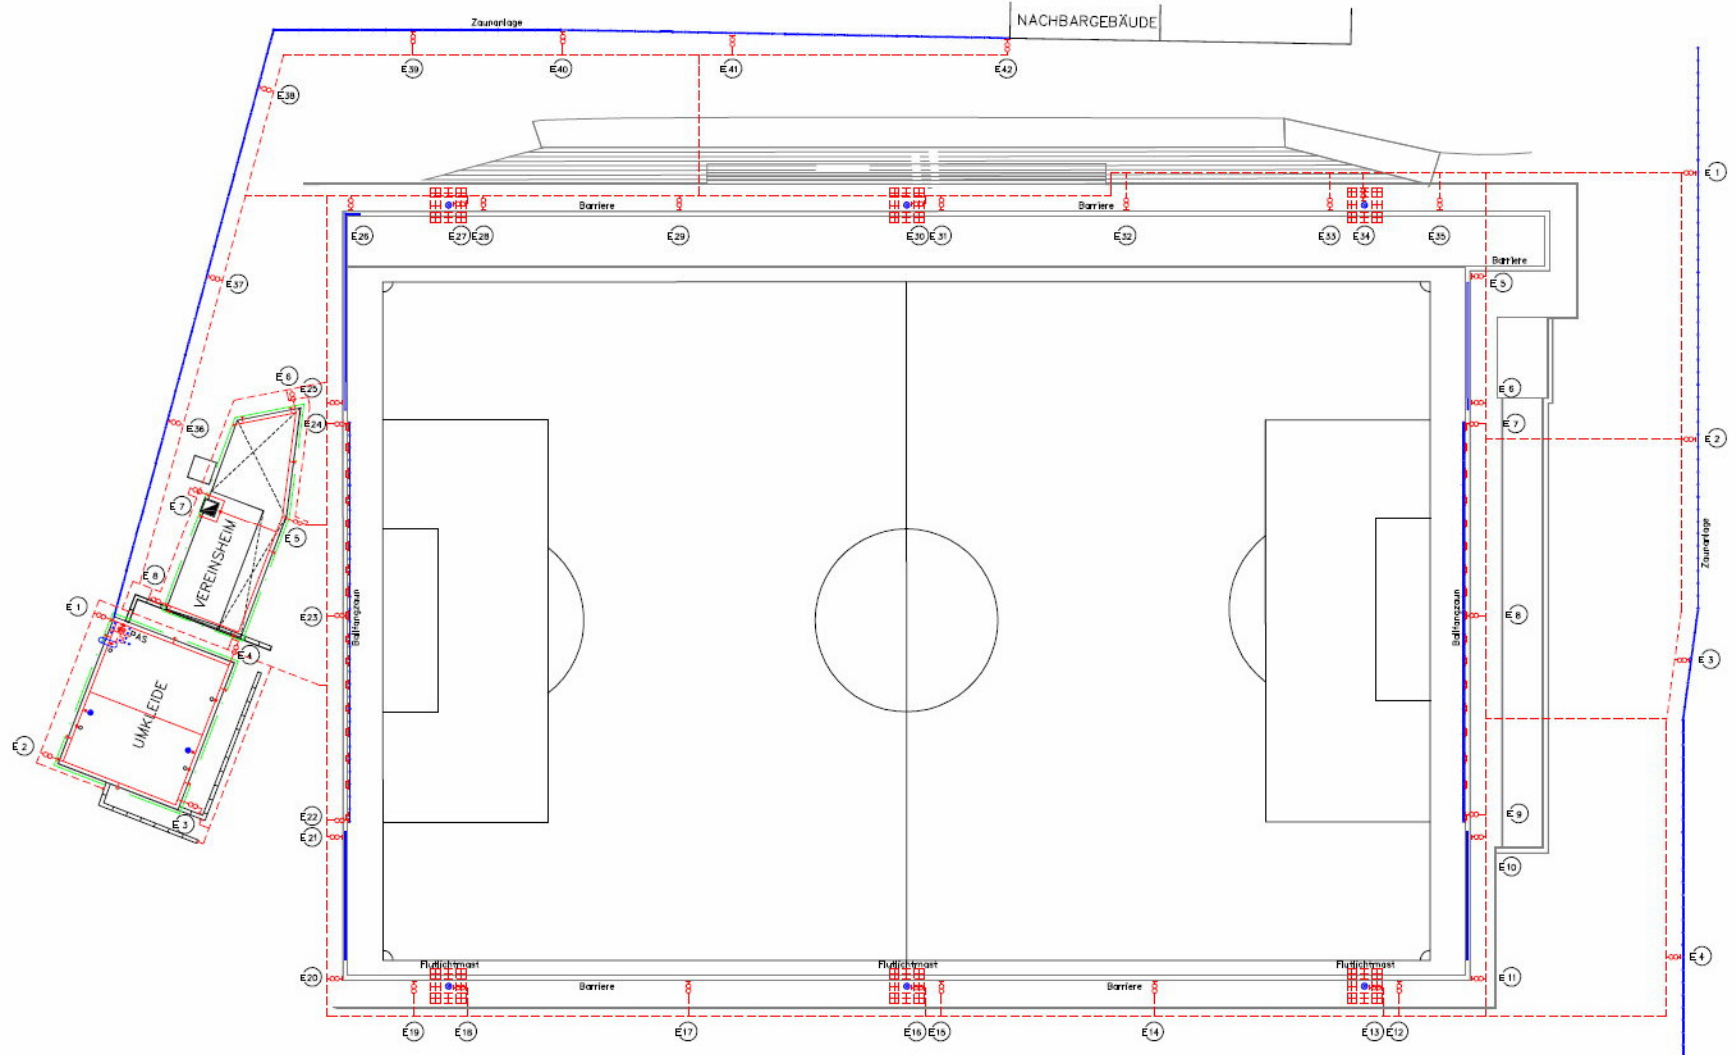 Zaunanlage
NACHBARGEBÄUDE
E39
E40
E41
E42
E38
E1
Barriere
Barriere
E26
E27
E28
E29
E30
E31
E32
E33
E34
E35
Barriere
E5
E37
E6
E25
E6
E24
E7
E36
E2
E7
VEREINSHEIM
E5
Zaunanlage
E8
E1
PAS
E23
Ballfangzaun
Ballfangzaun
E8
E4
E3
UMKLEIDE
E2
E3
E22
E21
E9
E10
E4
Flutlichtmast
Flutlichtmast
Flutlichtmast
E20
Barriere
Barriere
E11
E19
E18
E17
E16
E15
E14
E13
E12